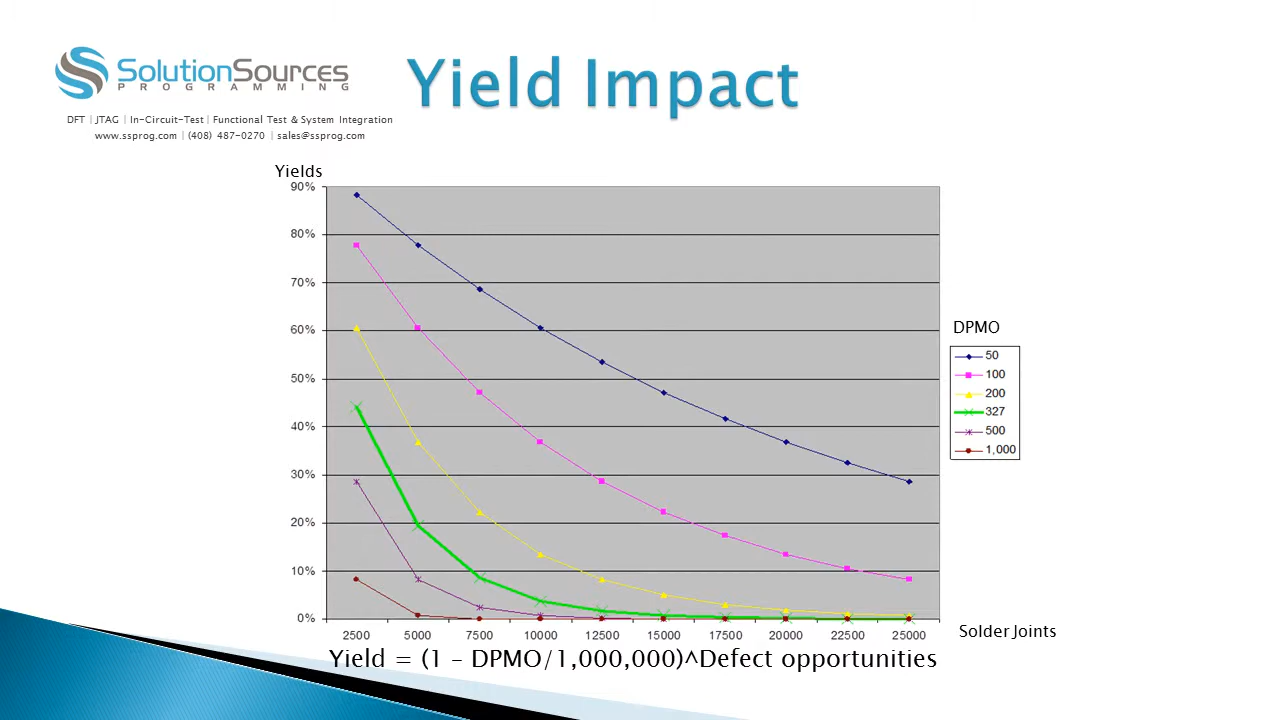 SolutionSources
PROGRAMMING
Yield Impact
DFT | JTAG | In-Circuit-Test | Functional Test & System Integration
www.ssprog.com | (408) 487-0270 | sales@ssprog.com
Yields
90%
80%
70%
60%
50%
40%
30%
20%
10%
0%
2500 5000 7500 10000 12500 15000 17500 20000 22500 25000
Solder Joints
DPMO
50
100
200
327
500
1,000
Yield = (1 – DPMO/1,000,000)^Defect opportunities